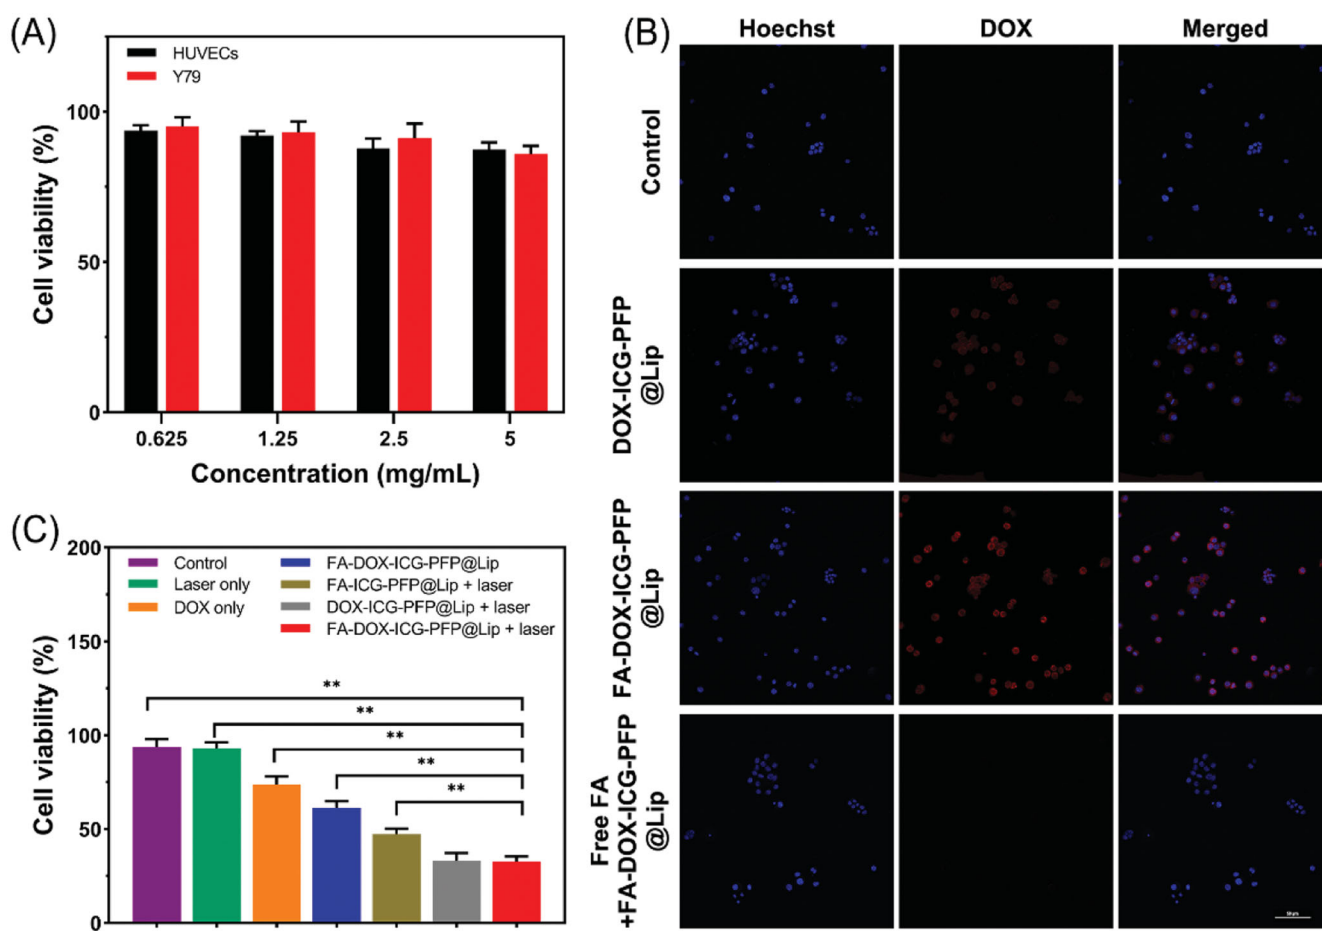 (A)
HUVECs
Y79
100
50
0
Cell viability (%)
0.625 1.25 2.5 5
Concentration (mg/mL)
(B)
Hoechst DOX Merged
Control
DOX-ICG-PFP
@Lip
FA-DOX-ICG-PFP
@Lip
Free FA
+FA-DOX-ICG-PFP
@Lip
(C)
200
150
100
50
0
Cell viability (%)
Control
Laser only
DOX only
FA-DOX-ICG-PFP@Lip
FA-ICG-PFP@Lip + laser
DOX-ICG-PFP@Lip + laser
FA-DOX-ICG-PFP@Lip + laser
**
**
**
**
**